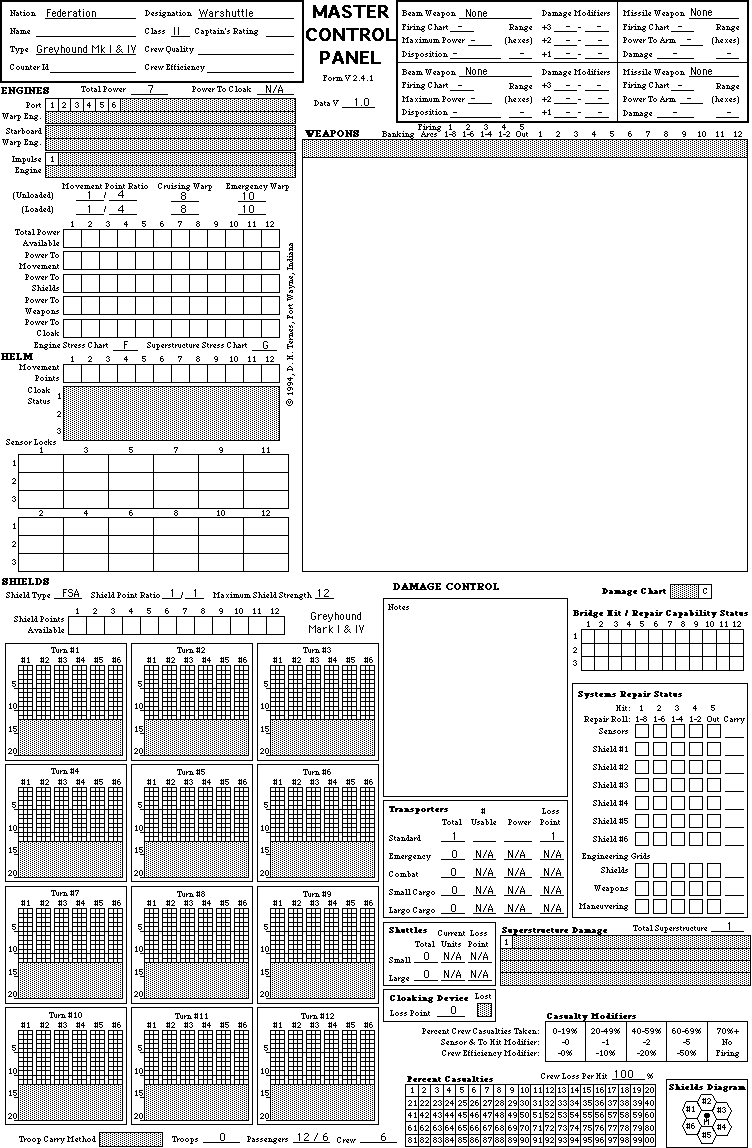 Nation Federation Designation Warshuttle
Name Class II Captain's Rating
Type Greyhound Mk I & IV Crew Quality
Counter Id Crew Efficiency
MASTER
CONTROL
PANEL
Form V 2.4.1
Data V 1.0
Beam Weapon None Damage Modifiers Missile Weapon None
Firing Chart - Range +3 - - - Firing Chart - Range
Maximum Power - (hexes) +2 - - - Power To Arm - (hexes)
Disposition - +1 - - - Damage - -
Beam Weapon None Damage Modifiers Missile Weapon None
Firing Chart - Range +3 - - - Firing Chart - Range
Maximum Power - (hexes) +2 - - - Power To Arm - (hexes)
Disposition - +1 - - - Damage - -
ENGINES Total Power 7 Power To Cloak N/A
Port Warp Eng. 1 2 3 4 5 6
Starboard Warp Eng.
Impulse Engine 1
Movement Point Ratio Cruising Warp Emergency Warp
(Unloaded) 1 / 4 8 10
(Loaded) 1 / 4 8 10
1 2 3 4 5 6 7 8 9 10 11 12
Total Power Available
Power To Movement
Power To Shields
Power To Weapons
Power To Cloak
Engine Stress Chart F Superstructure Stress Chart G
© 1994, D. H. Ternes, Fort Wayne, Indiana
HELM 1 2 3 4 5 6 7 8 9 10 11 12
Movement Points
Cloak Status
1
2
3
Sensor Locks
1 3 5 7 9 11
1
2
3
2 4 6 8 10 12
1
2
3
WEAPONS Banking Firing Arcs 1 1-8 2 1-6 3 1-4 4 1-2 5 Out 1 2 3 4 5 6 7 8 9 10 11 12
SHIELDS
Shield Type FSA Shield Point Ratio 1 / 1 Maximum Shield Strength 12
1 2 3 4 5 6 7 8 9 10 11 12
Shield Points Available
Greyhound
Mark I & IV
Turn #1 Turn #2 Turn #3
#1 #2 #3 #4 #5 #6 #1 #2 #3 #4 #5 #6 #1 #2 #3 #4 #5 #6
5
10
15
20
Turn #4 Turn #5 Turn #6
#1 #2 #3 #4 #5 #6 #1 #2 #3 #4 #5 #6 #1 #2 #3 #4 #5 #6
5
10
15
20
Turn #7 Turn #8 Turn #9
#1 #2 #3 #4 #5 #6 #1 #2 #3 #4 #5 #6 #1 #2 #3 #4 #5 #6
5
10
15
20
Turn #10 Turn #11 Turn #12
#1 #2 #3 #4 #5 #6 #1 #2 #3 #4 #5 #6 #1 #2 #3 #4 #5 #6
5
10
15
20
Troop Carry Method Troops 0 Passengers 12 / 6 Crew 6
DAMAGE CONTROL
Notes
Damage Chart C
Bridge Hit / Repair Capability Status
1 2 3 4 5 6 7 8 9 10 11 12
1
2
3
Systems Repair Status
Hit: 1 2 3 4 5
Repair Roll: 1-8 1-6 1-4 1-2 Out Carry
Sensors
Shield #1
Shield #2
Shield #3
Shield #4
Shield #5
Shield #6
Engineering Grids
Shields
Weapons
Maneuvering
Transporters
Total # Usable Power Loss Point
Standard 1 1
Emergency 0 N/A N/A N/A
Combat 0 N/A N/A N/A
Small Cargo 0 N/A N/A N/A
Large Cargo 0 N/A N/A N/A
Shuttles
Total Current Units Loss Point
Small 0 N/A N/A
Large 0 N/A N/A
Superstructure Damage Total Superstructure 1
1
Cloaking Device Lost
Loss Point 0
Casualty Modifiers
Percent Crew Casualties Taken: 0-19% 20-49% 40-59% 60-69% 70%+
Sensor & To Hit Modifier: -0 -1 -2 -5 No
Crew Efficiency Modifier: -0% -10% -20% -50% Firing
Percent Casualties Crew Loss Per Hit 100 %
1 2 3 4 5 6 7 8 9 10 11 12 13 14 15 16 17 18 19 20
21 22 23 24 25 26 27 28 29 30 31 32 33 34 35 36 37 38 39 40
41 42 43 44 45 46 47 48 49 50 51 52 53 54 55 56 57 58 59 60
61 62 63 64 65 66 67 68 69 70 71 72 73 74 75 76 77 78 79 80
81 82 83 84 85 86 87 88 89 90 91 92 93 94 95 96 97 98 99 00
Shields Diagram
#2
#1 #3
#6 #4
#5